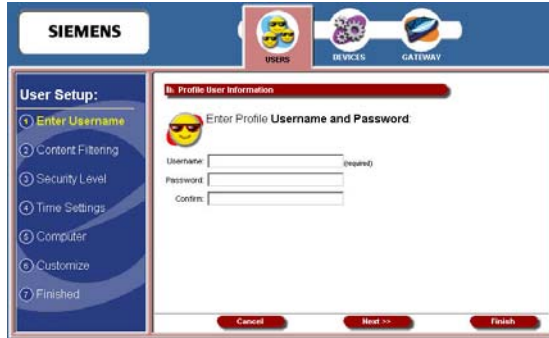 SIEMENS
USERS
DEVICES
GATEWAY
User Setup:
1 Enter Username
2 Content Filtering
3 Security Level
4 Time Settings
5 Computer
6 Customize
7 Finished
Profile User Information
Enter Profile Username and Password:
Username:
(required)
Password:
Confirm:
Cancel
Next >>
Finish